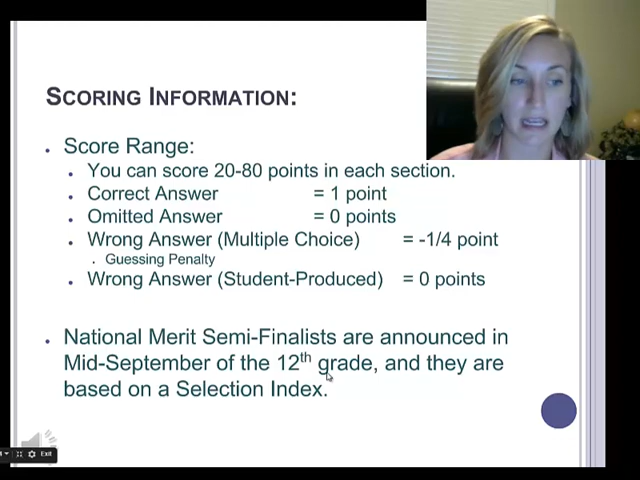 SCORING INFORMATION:
Score Range:
You can score 20-80 points in each section.
Correct Answer = 1 point
Omitted Answer = 0 points
Wrong Answer (Multiple Choice) = -1/4 point
Guessing Penalty
Wrong Answer (Student-Produced) = 0 points
National Merit Semi-Finalists are announced in
Mid-September of the 12th grade, and they are
based on a Selection Index.
Exit